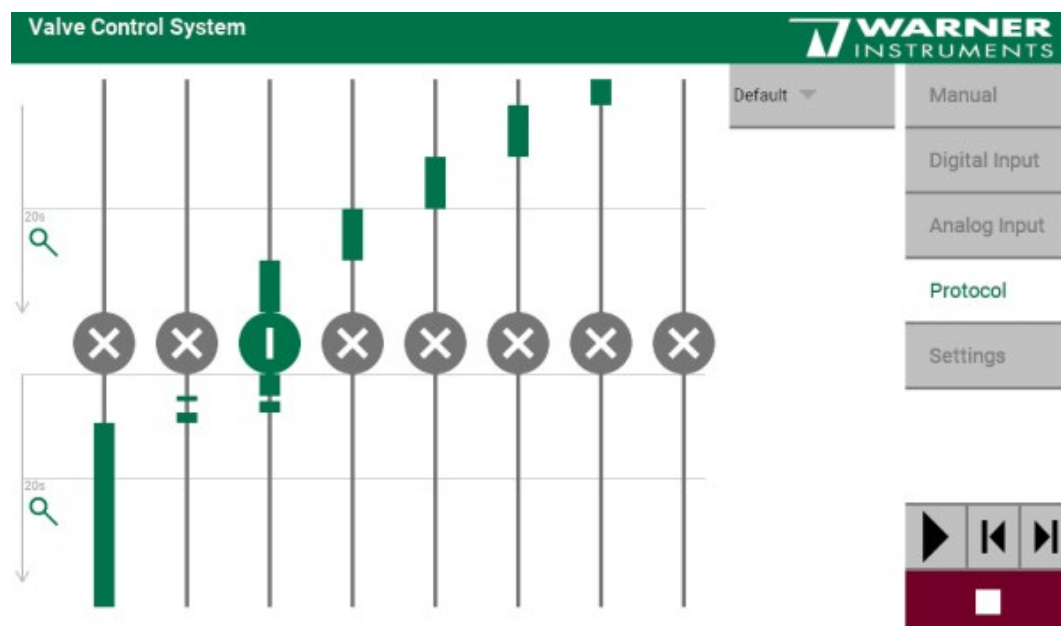 Valve Control System
WARNER
INSTRUMENTS
Default
Manual
Digital Input
Analog Input
Protocol
Settings
20s
20s